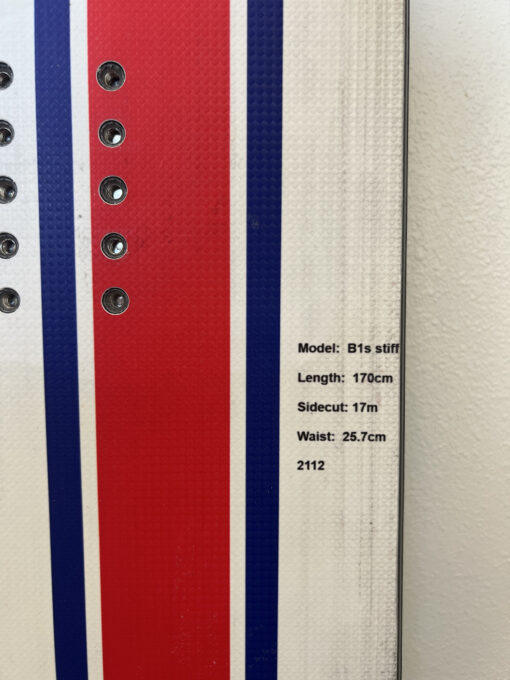 Model: B1s stiff
Length: 170cm
Sidecut: 17m
Waist: 25.7cm
2112